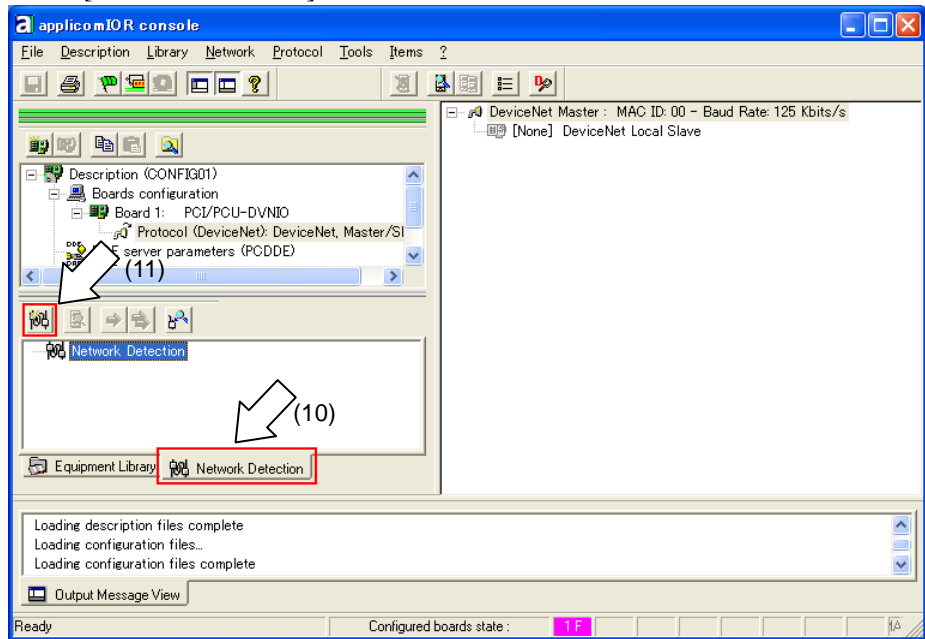 applicomIOR console
File Description Library Network Protocol Tools Items ?
DeviceNet Master : MAC ID: 00 - Baud Rate: 125 Kbits/s
[None] DeviceNet Local Slave
Description (CONFIG01)
Boards configuration
Board 1: PCI/PCU-DVNIO
Protocol (DeviceNet): DeviceNet, Master/Sl
server parameters (PCDDE)
(11)
Network Detection
(10)
Equipment Library
Network Detection
Loading description files complete
Loading configuration files...
Loading configuration files complete
Output Message View
Ready
Configured boards state :
1 F